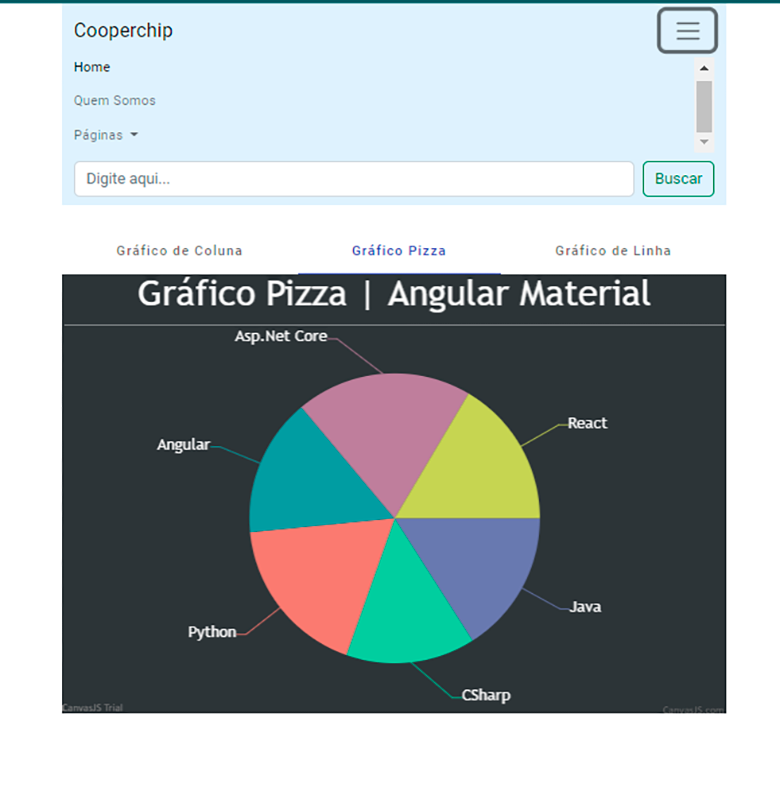 Cooperchip
Home
Quem Somos
Páginas
Digite aqui... Buscar
Gráfico de Coluna Gráfico Pizza Gráfico de Linha
Gráfico Pizza | Angular Material
Asp.Net Core
React
Angular
Java
Python
CSharp
CanvasJS Trial CanvasJS.com